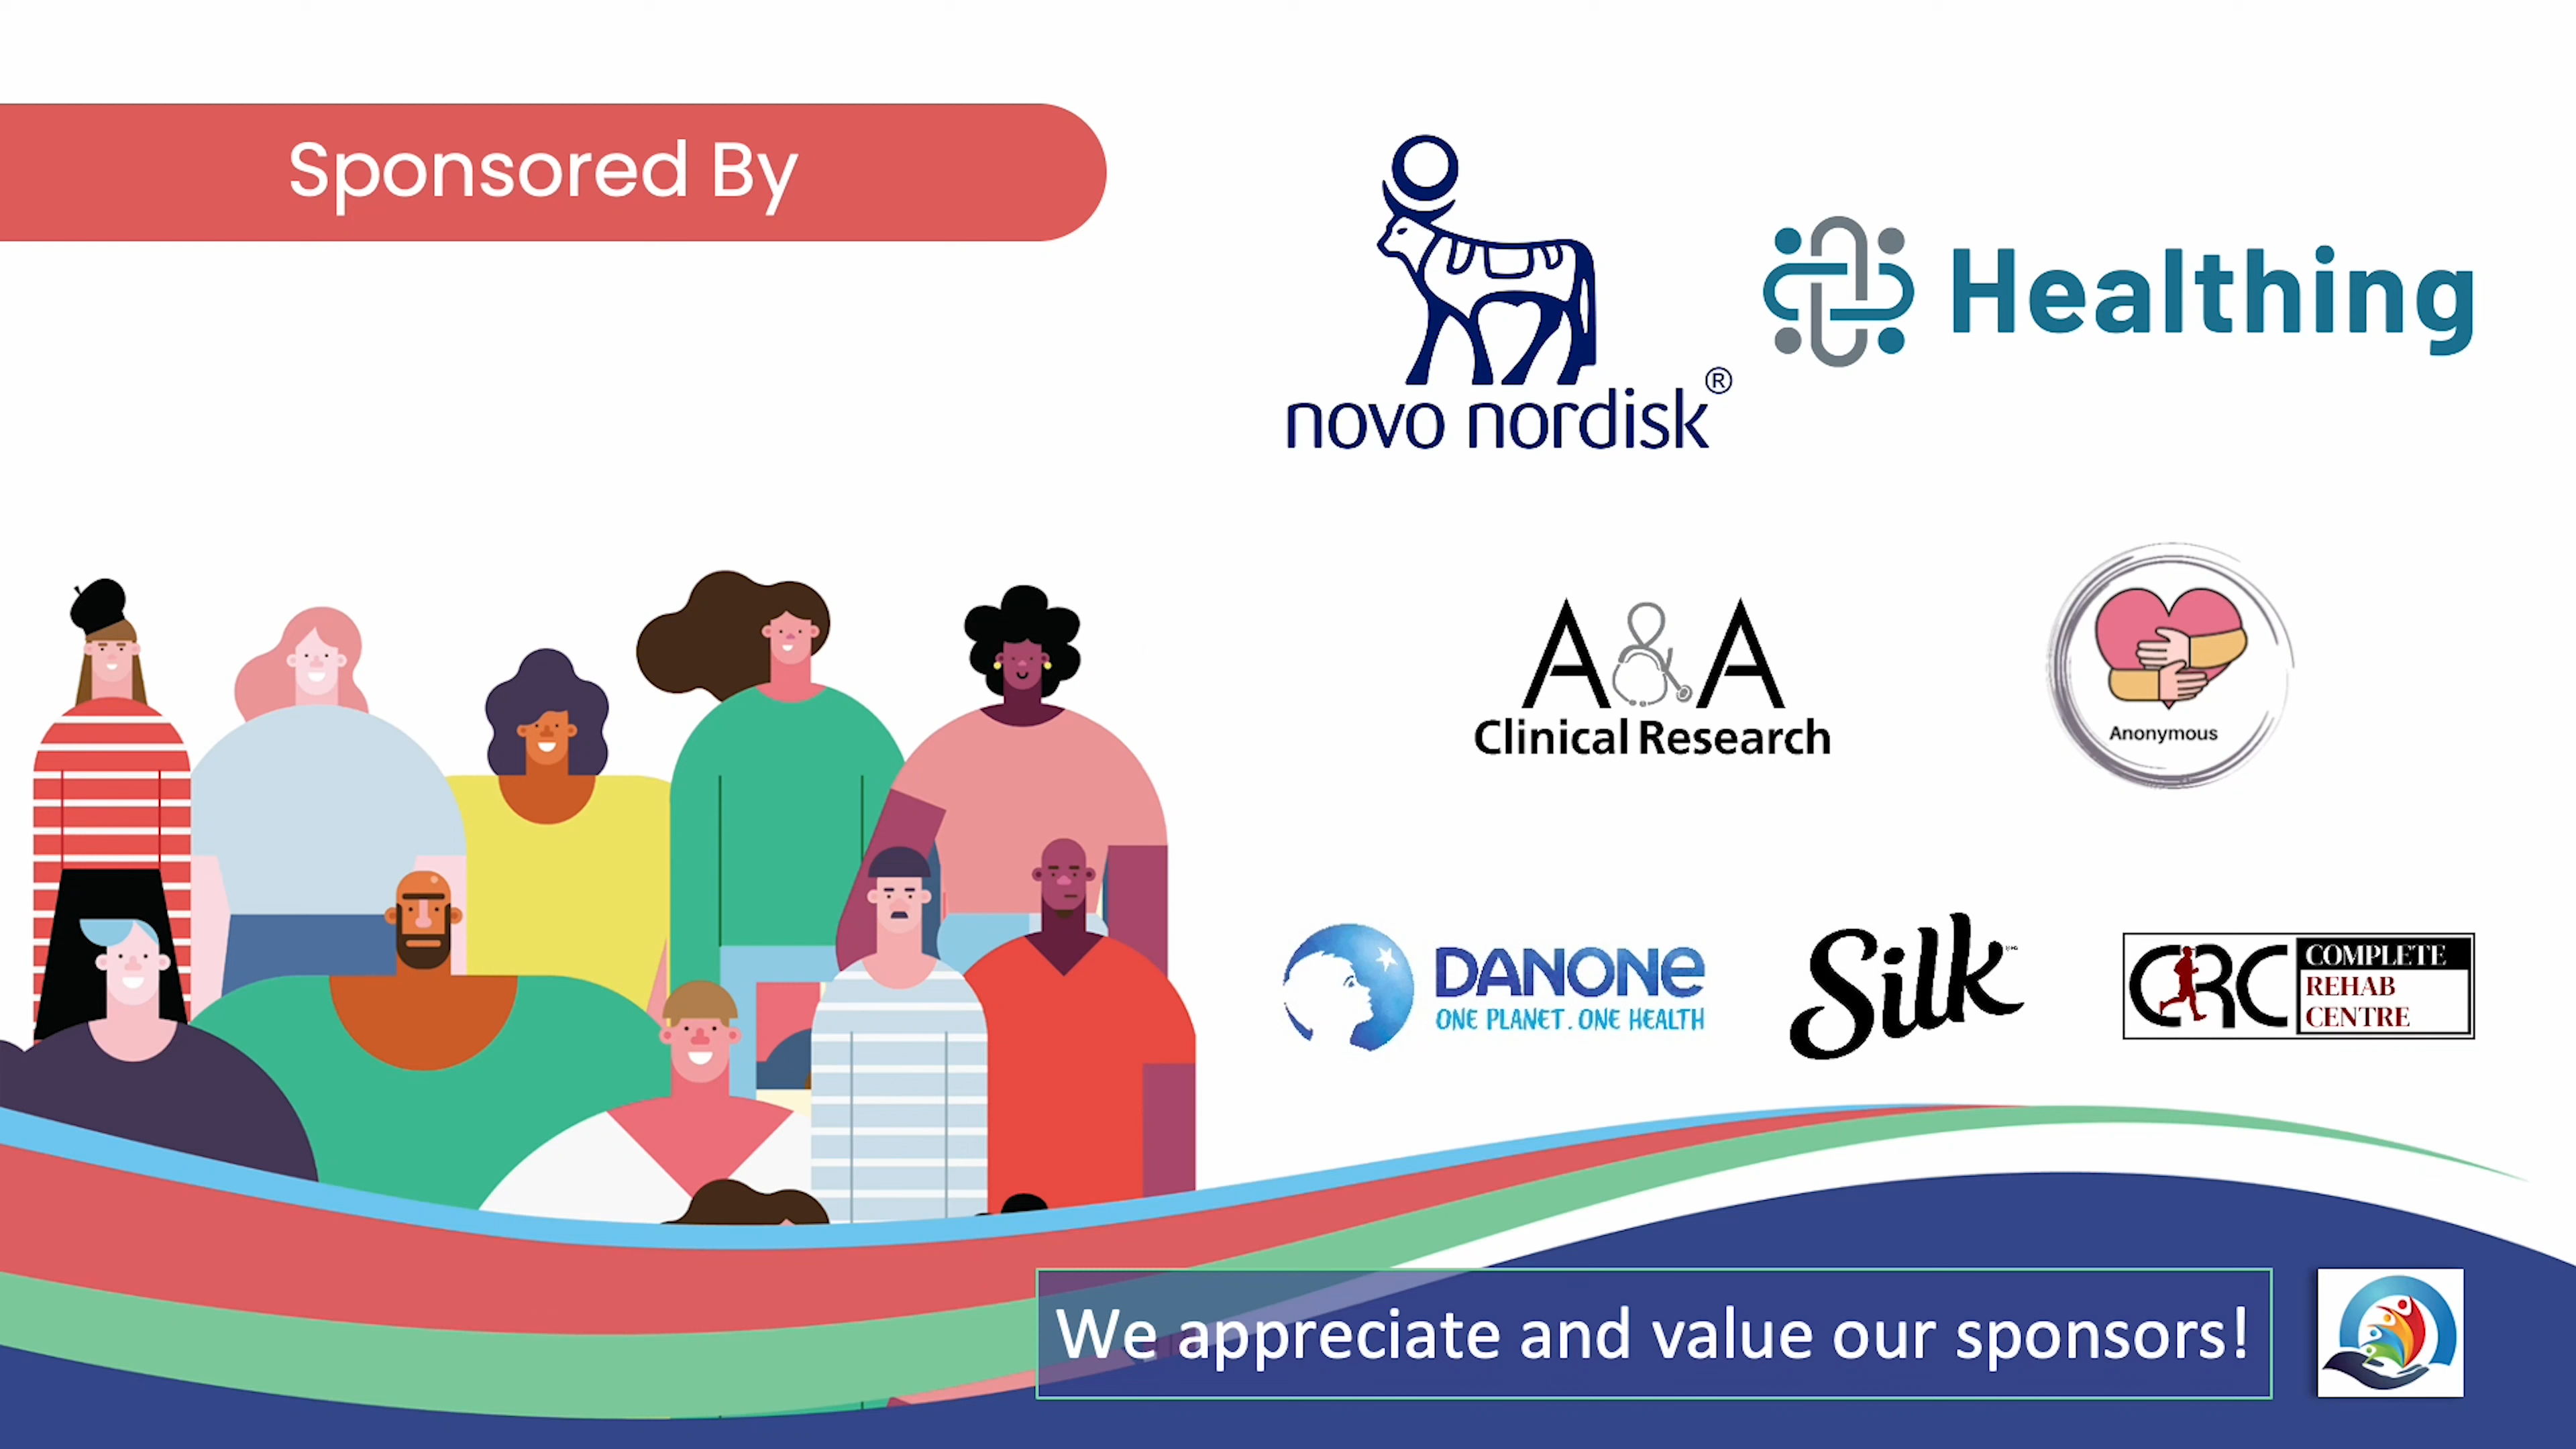 Sponsored By
novo nordisk®
Healthing
A&A
Clinical Research
Anonymous
DANONE
ONE PLANET. ONE HEALTH
Silk
CRC
COMPLETE
REHAB
CENTRE
We appreciate and value our sponsors!